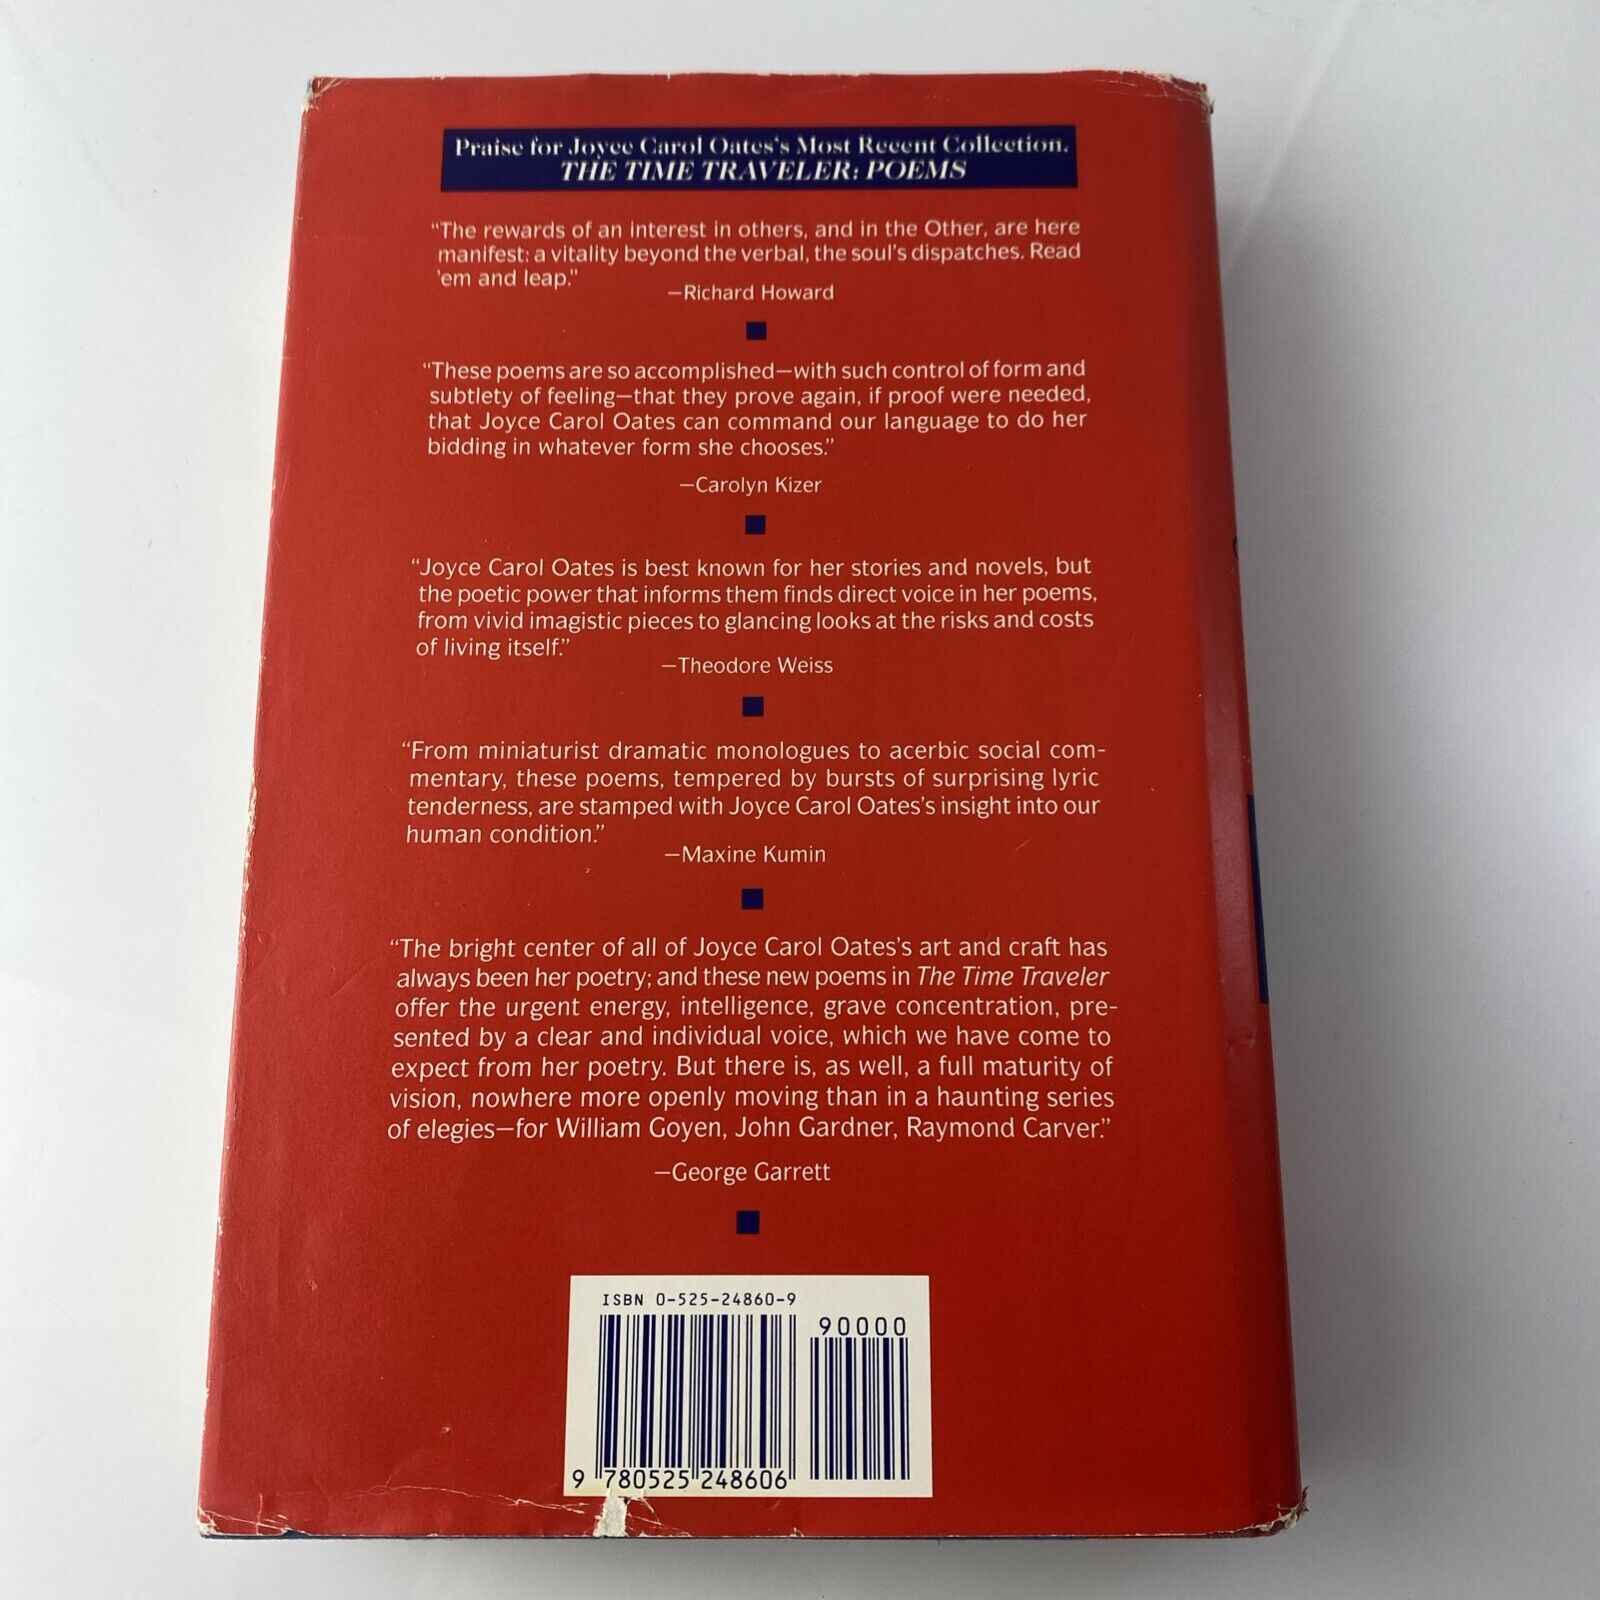 Praise for Joyce Carol Oates's Most Recent Collection,
THE TIME TRAVELER: POEMS
"The rewards of an interest in others, and in the Other, are here
manifest: a vitality beyond the verbal, the soul's dispatches. Read
'em and leap."
—Richard Howard
"These poems are so accomplished—with such control of form and
subtlety of feeling—that they prove again, if proof were needed,
that Joyce Carol Oates can command our language to do her
bidding in whatever form she chooses."
—Carolyn Kizer
"Joyce Carol Oates is best known for her stories and novels, but
the poetic power that informs them finds direct voice in her poems,
from vivid imagistic pieces to glancing looks at the risks and costs
of living itself."
—Theodore Weiss
"From miniaturist dramatic monologues to acerbic social com-
mentary, these poems, tempered by bursts of surprising lyric
tenderness, are stamped with Joyce Carol Oates's insight into our
human condition."
—Maxine Kumin
"The bright center of all of Joyce Carol Oates's art and craft has
always been her poetry; and these new poems in The Time Traveler
offer the urgent energy, intelligence, grave concentration, pre-
sented by a clear and individual voice, which we have come to
expect from her poetry. But there is, as well, a full maturity of
vision, nowhere more openly moving than in a haunting series
of elegies—for William Goyen, John Gardner, Raymond Carver."
—George Garrett
ISBN 0-525-24860-9
90000
9 780525 248606